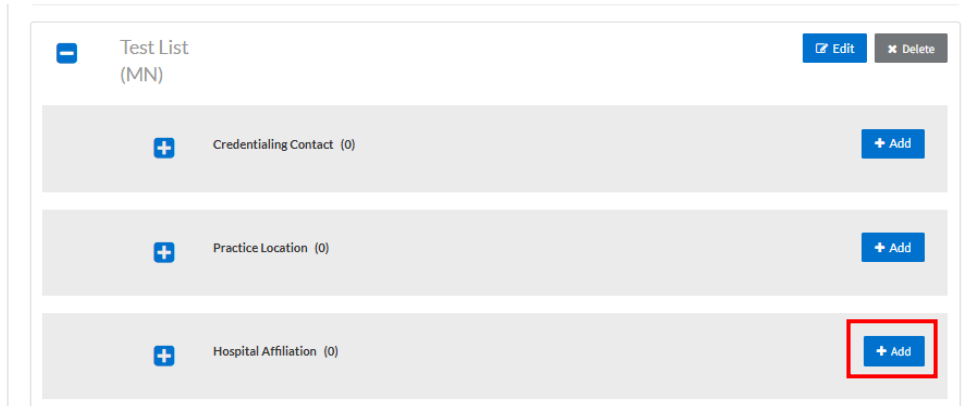 Test List
(MN)
Edit
Delete
Credentialing Contact (0)
Add
Practice Location (0)
Add
Hospital Affiliation (0)
Add